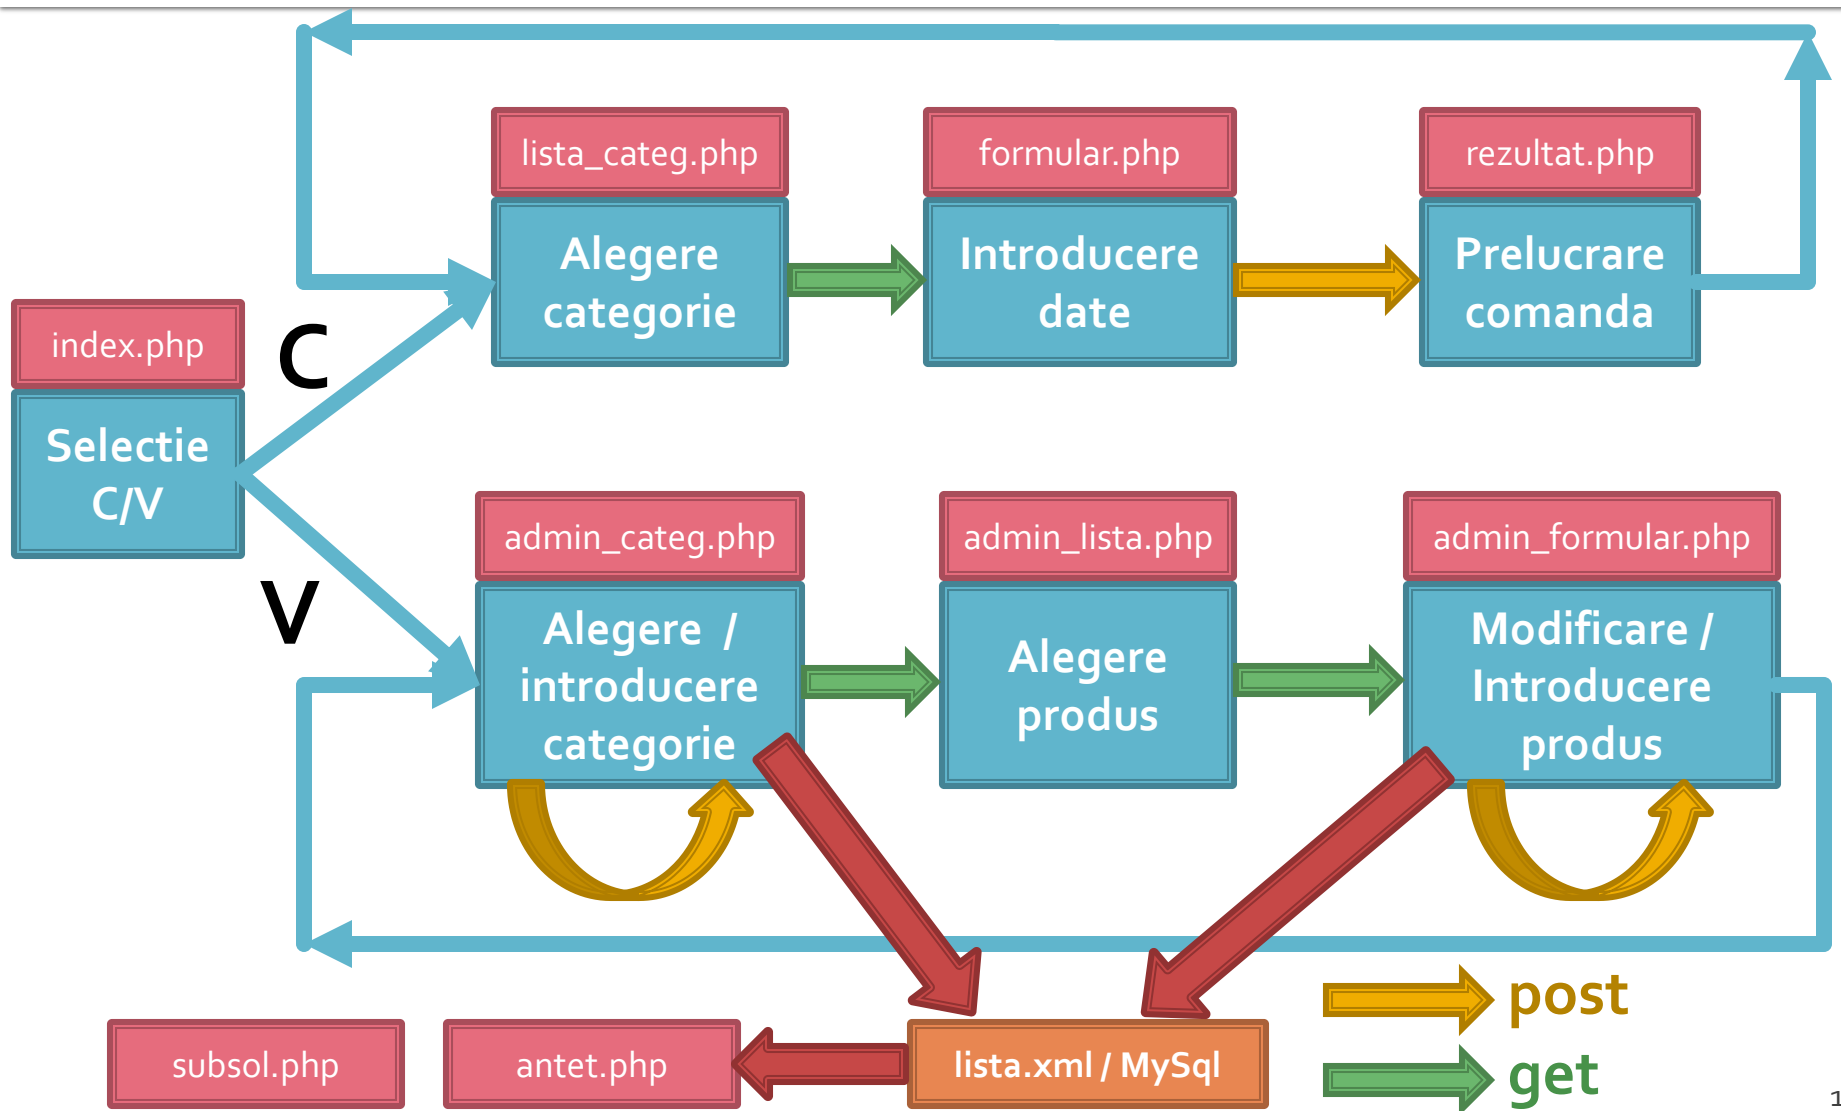 lista_categ.php
formular.php
rezultat.php
Alegere
categorie
Introducere
date
Prelucrare
comanda
index.php
C
Selectie
C/V
V
admin_categ.php
admin_lista.php
admin_formular.php
Alegere /
introducere
categorie
Alegere
produs
Modificare /
Introducere
produs
post
subsol.php
antet.php
lista.xml / MySql
get
1